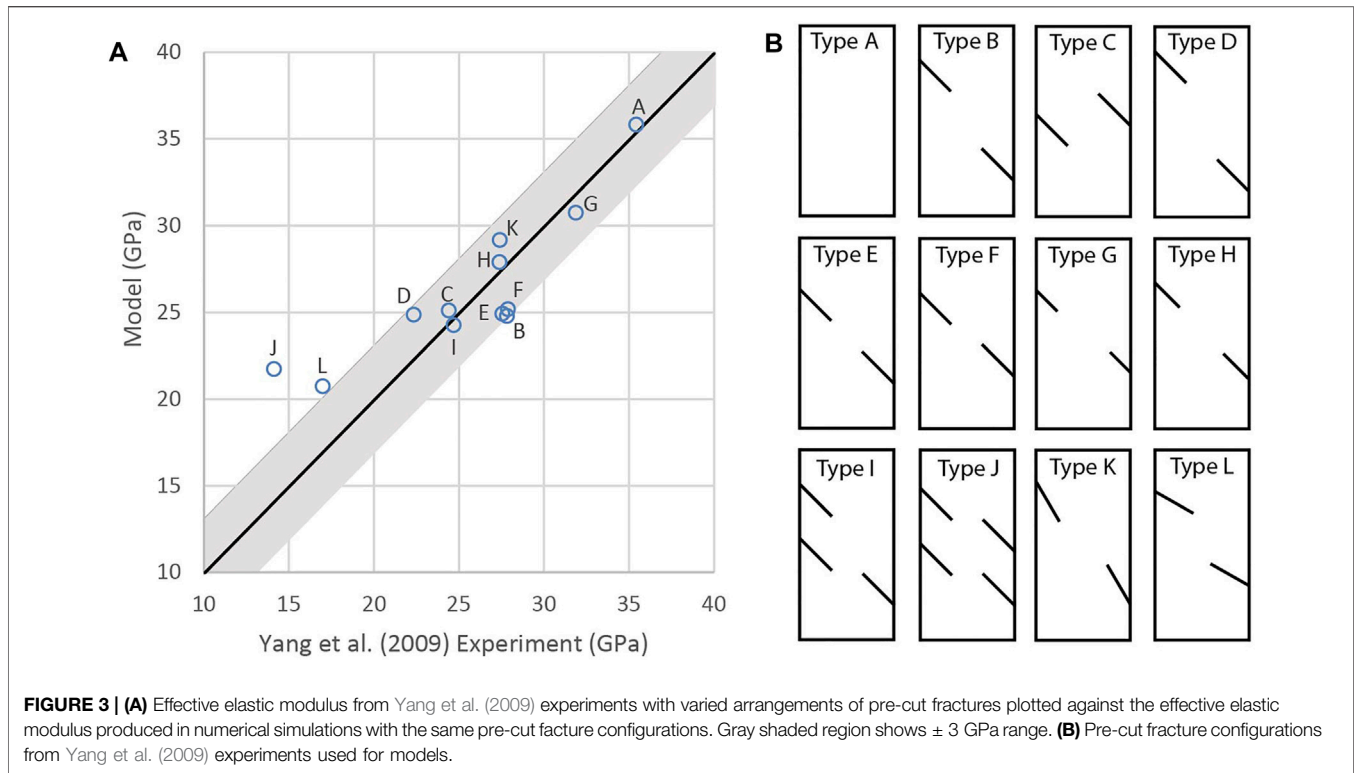 A
40
35
30
25
20
15
10
10 15 20 25 30 35 40
Model (GPa)
Yang et al. (2009) Experiment (GPa)
A
G
K
H
F
E
B
C
D
I
J
L
B
Type A Type B Type C Type D
Type E Type F Type G Type H
Type I Type J Type K Type L
FIGURE 3 | (A) Effective elastic modulus from Yang et al. (2009) experiments with varied arrangements of pre-cut fractures plotted against the effective elastic
modulus produced in numerical simulations with the same pre-cut facture configurations. Gray shaded region shows ± 3 GPa range. (B) Pre-cut fracture configurations
from Yang et al. (2009) experiments used for models.